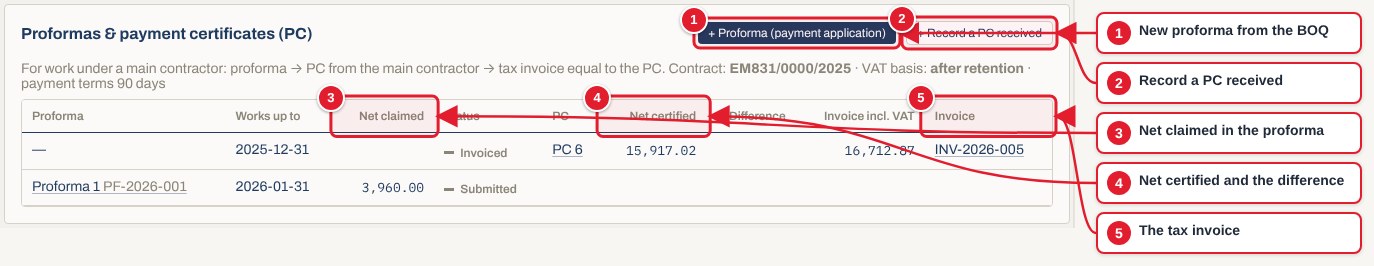 Proformas & payment certificates (PC)
1
+ Proforma (payment application)
2
+ Record a PC received
For work under a main contractor: proforma → PC from the main contractor → tax invoice equal to the PC. Contract: EM831/0000/2025 · VAT basis: after retention ·
payment terms 90 days
3
4
5
Proforma Works up to Net claimed Status PC Net certified Difference Invoice incl. VAT Invoice
— 2025-12-31 Invoiced PC 6 15,917.02 16,712.87 INV-2026-005
Proforma 1 PF-2026-001 2026-01-31 3,960.00 Submitted
1 New proforma from the BOQ
2 Record a PC received
3 Net claimed in the proforma
4 Net certified and the difference
5 The tax invoice